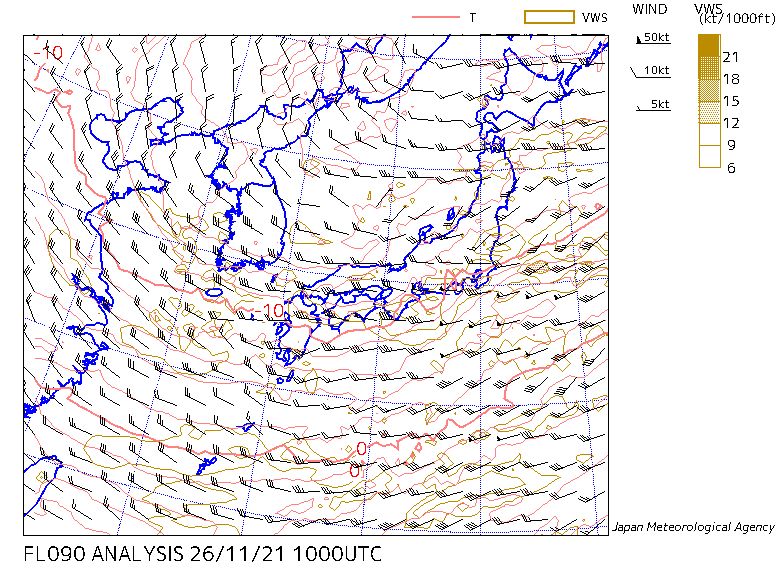 T VWS WIND VWS
(kt/1000ft)
50kt
10kt
5kt
21
18
15
12
9
6
-10
-10
0
0
Japan Meteorological Agency
FL090 ANALYSIS 26/11/21 1000UTC